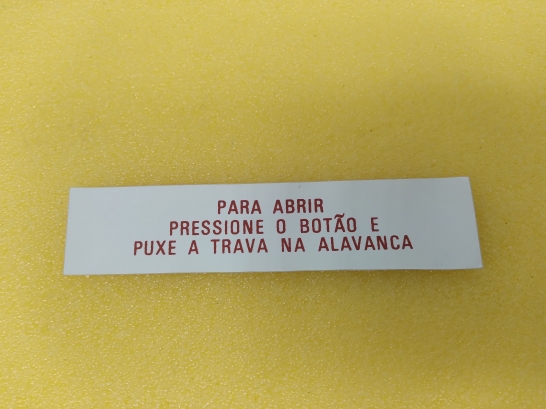 PARA ABRIR
PRESSIONE O BOTÃO E
PUXE A TRAVA NA ALAVANCA